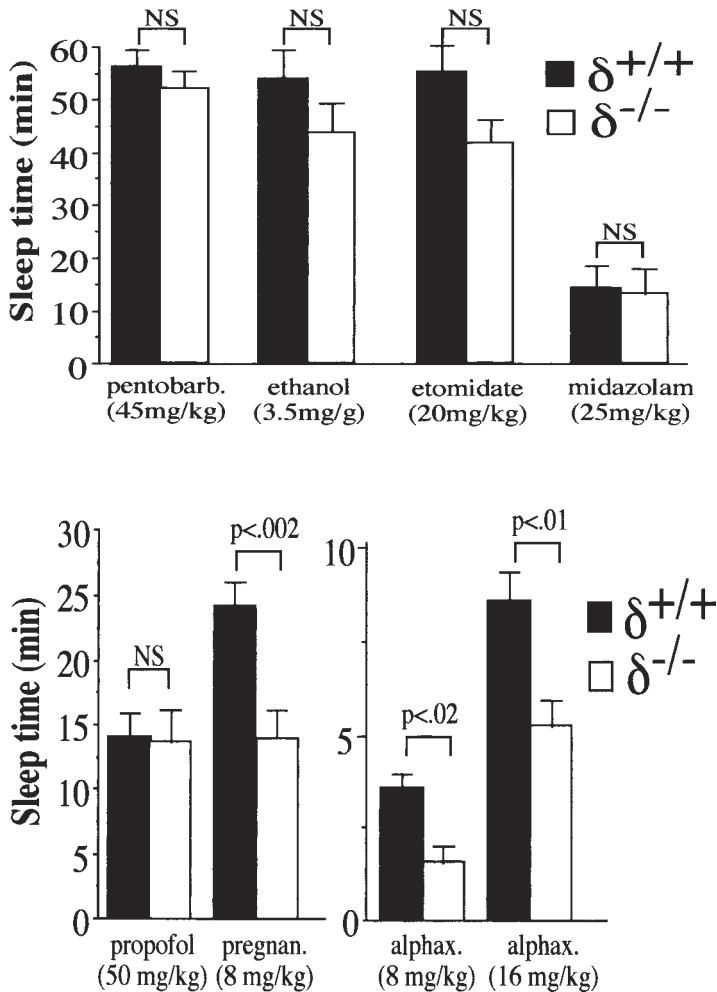 NS NS NS NS
60
50
40
30
20
10
0
Sleep time (min)
δ+/+
δ-/-
pentobarb. ethanol etomidate midazolam
(45mg/kg) (3.5mg/g) (20mg/kg) (25mg/kg)
30
25
20
15
10
5
0
Sleep time (min)
NS p<.002
propofol pregnan.
(50 mg/kg) (8 mg/kg)
10
5
0
p<.02 p<.01
δ+/+
δ-/-
alphax. alphax.
(8 mg/kg) (16 mg/kg)